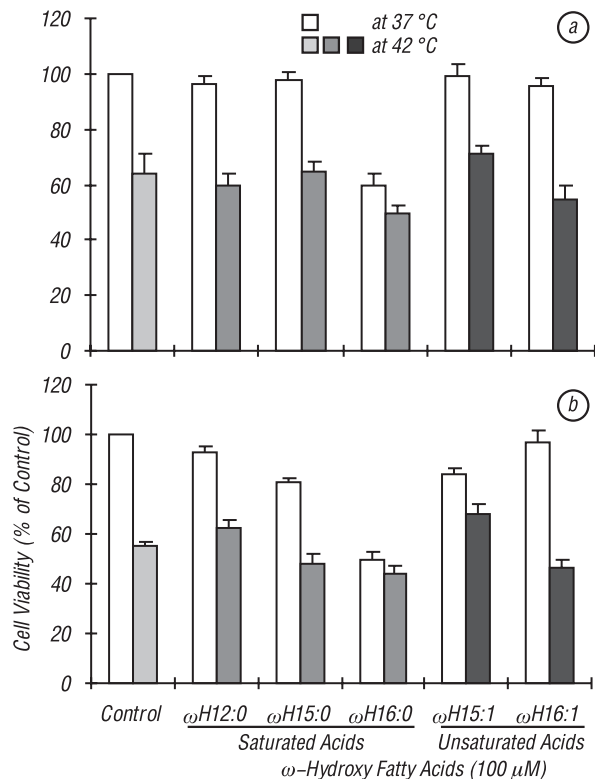 at 37 °C
at 42 °C
a
120
100
80
60
40
20
0
b
120
100
80
60
40
20
0
Cell Viability (% of Control)
Control ωH12:0 ωH15:0 ωH16:0 ωH15:1 ωH16:1
Saturated Acids Unsaturated Acids
ω–Hydroxy Fatty Acids (100 μM)